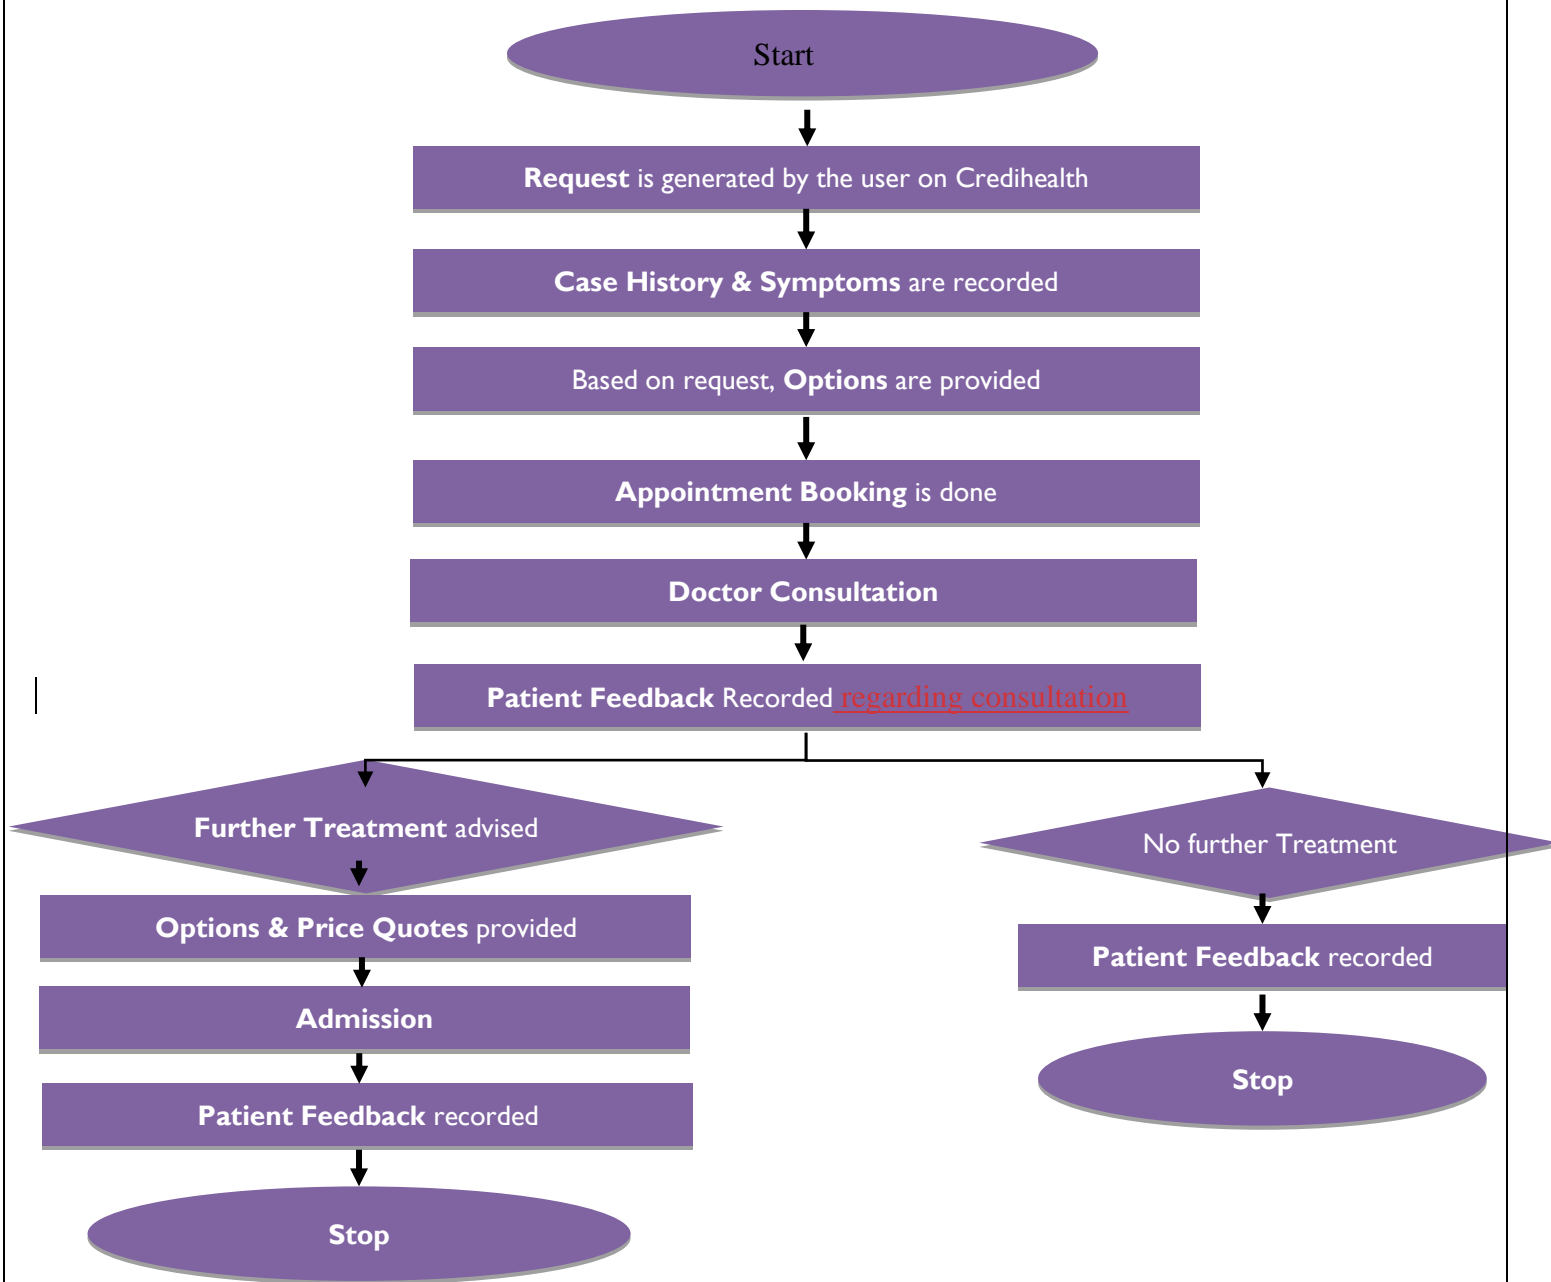 Start
Request is generated by the user on Credihealth
Case History & Symptoms are recorded
Based on request, Options are provided
Appointment Booking is done
Doctor Consultation
Patient Feedback Recorded regarding consultation
Further Treatment advised
Options & Price Quotes provided
Admission
Patient Feedback recorded
Stop
No further Treatment
Patient Feedback recorded
Stop